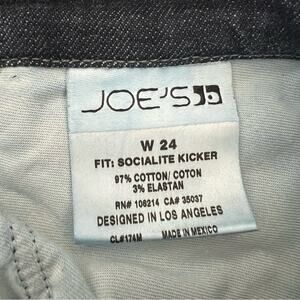 JOE'S
W 24
FIT: SOCIALITE KICKER
97% COTTON/ COTON
3% ELASTAN
RN# 106214 CA# 35037
DESIGNED IN LOS ANGELES
CL#174M MADE IN MEXICO